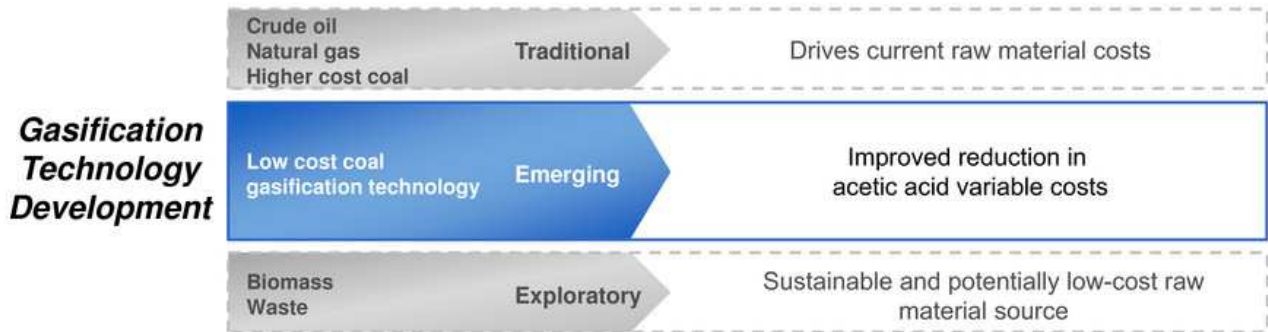 Gasification
Technology
Development
Crude oil
Natural gas
Higher cost coal
Traditional
Drives current raw material costs
Low cost coal
gasification technology
Emerging
Improved reduction in
acetic acid variable costs
Biomass
Waste
Exploratory
Sustainable and potentially low-cost raw
material source